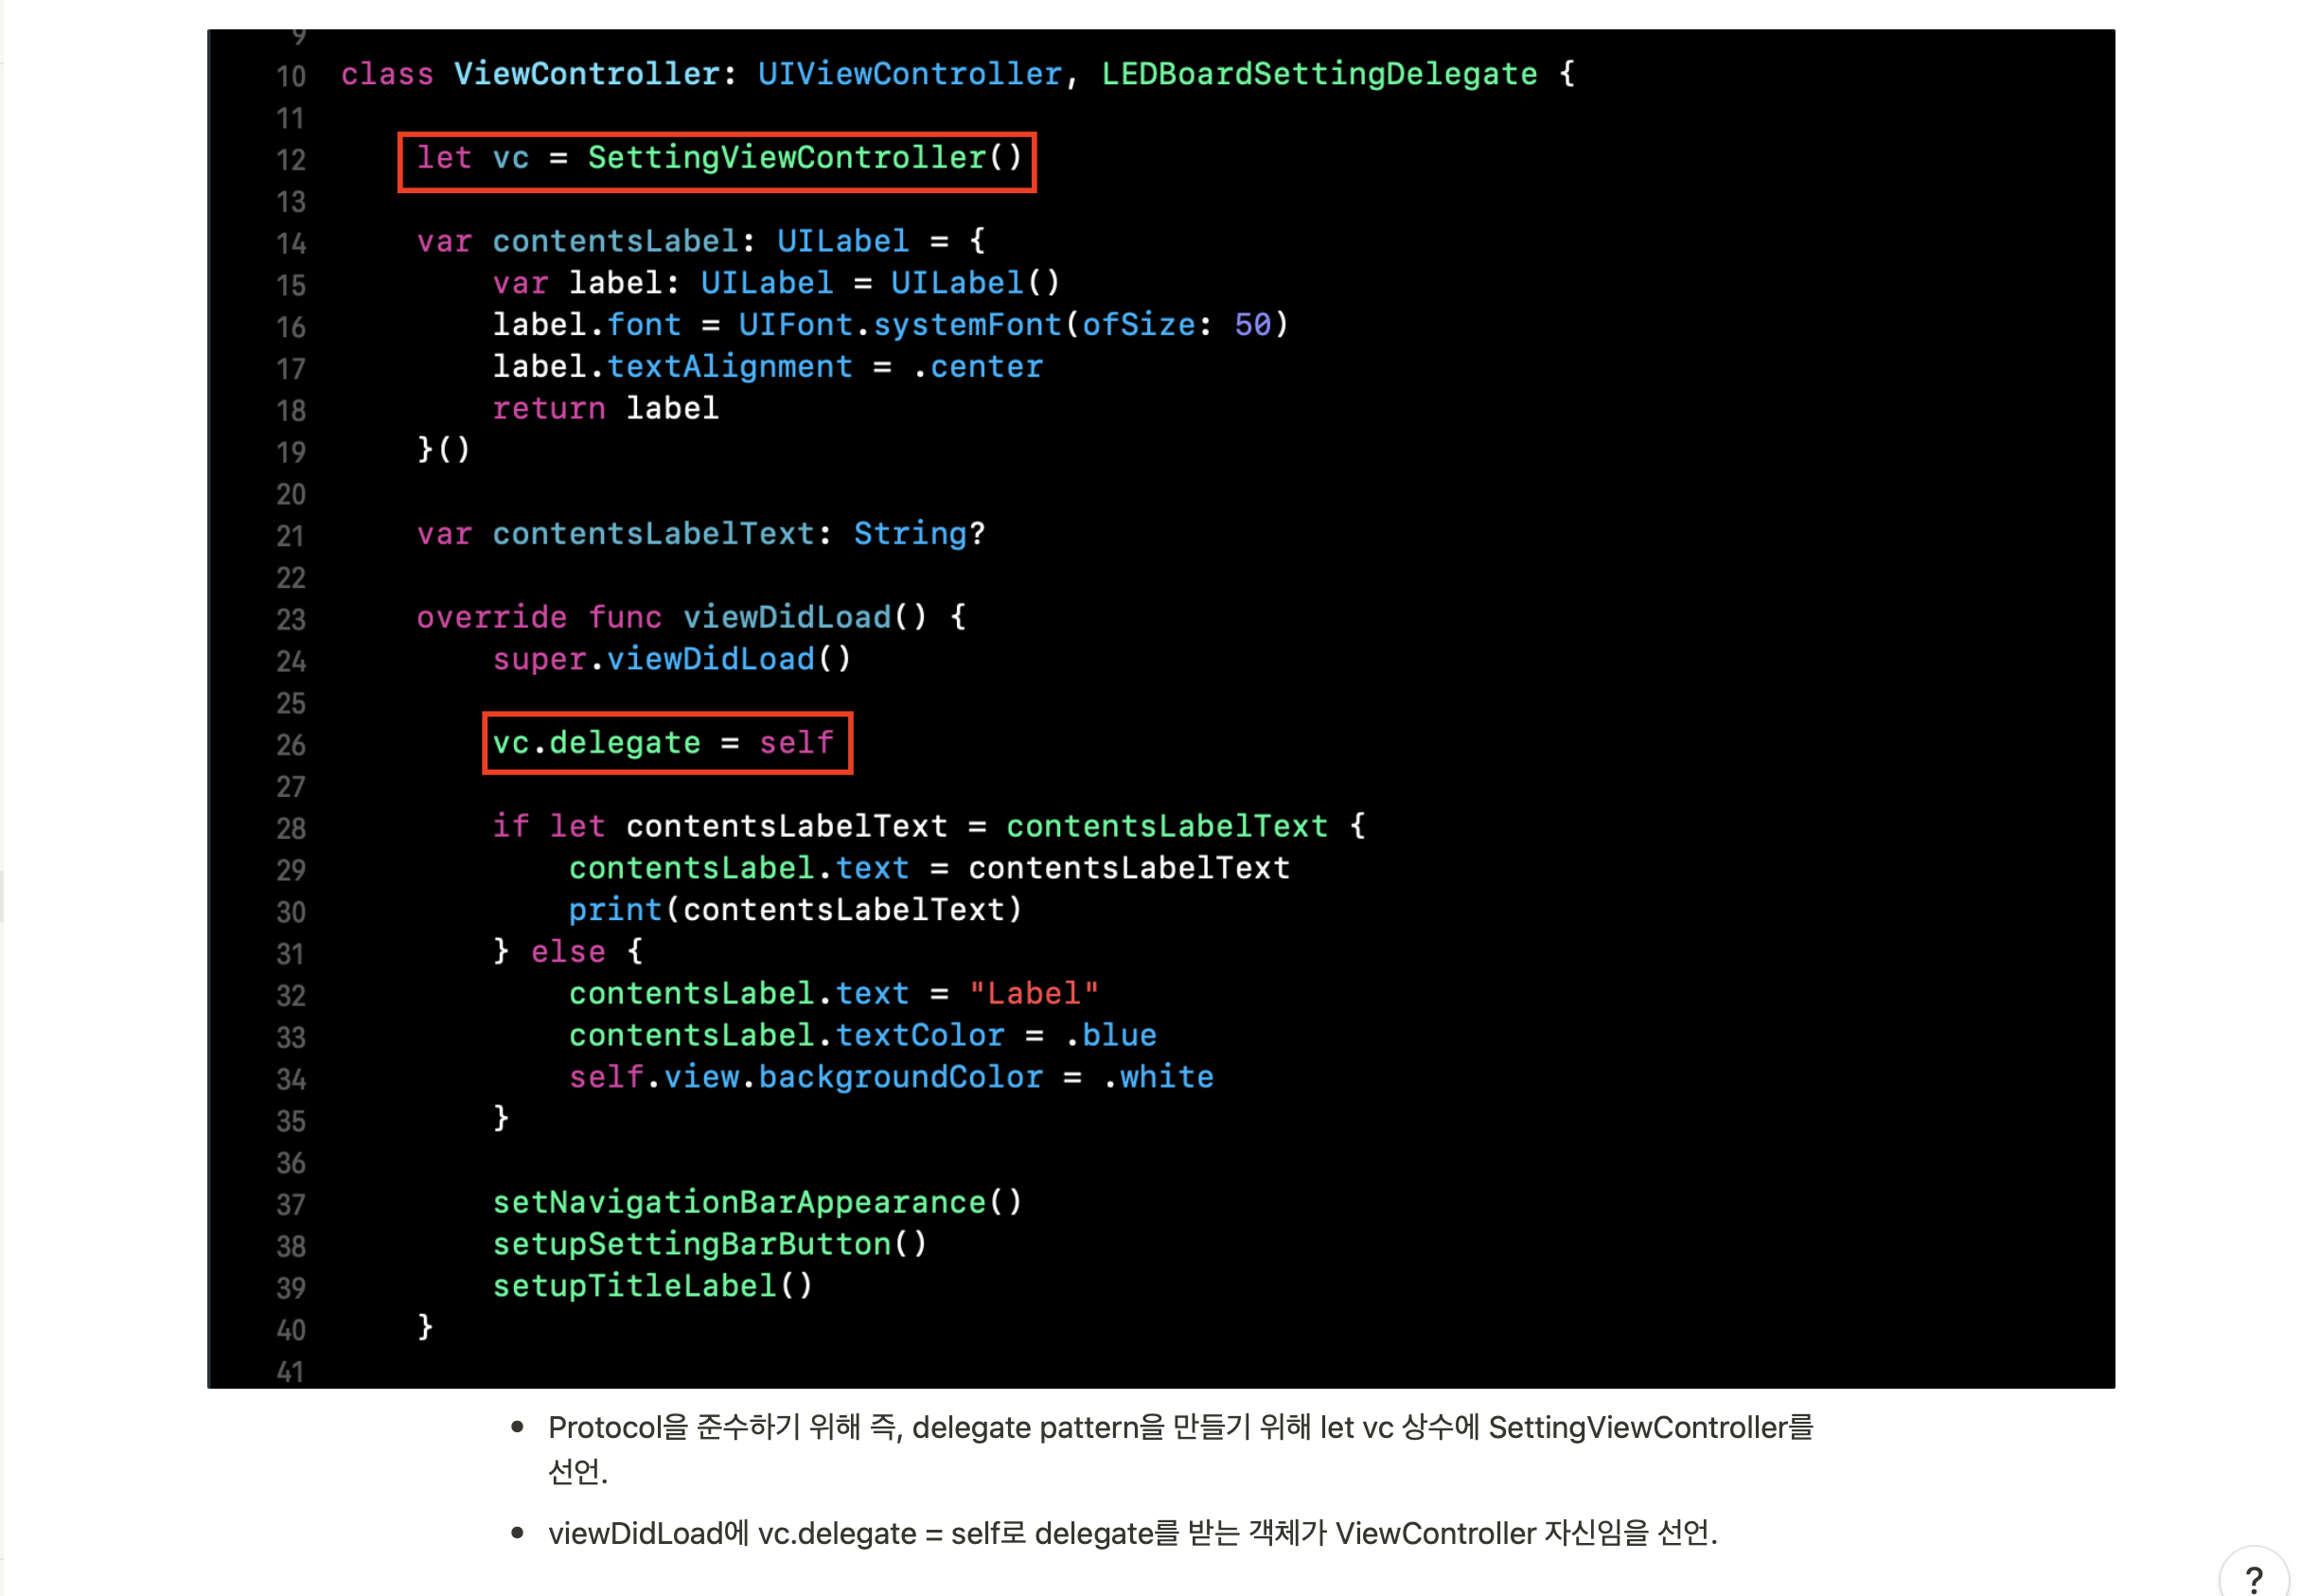 9
10 class ViewController: UIViewController, LEDBoardSettingDelegate {
11
12     let vc = SettingViewController()
13
14     var contentsLabel: UILabel = {
15         var label: UILabel = UILabel()
16         label.font = UIFont.systemFont(ofSize: 50)
17         label.textAlignment = .center
18         return label
19     }()
20
21     var contentsLabelText: String?
22
23     override func viewDidLoad() {
24         super.viewDidLoad()
25
26         vc.delegate = self
27
28         if let contentsLabelText = contentsLabelText {
29             contentsLabel.text = contentsLabelText
30             print(contentsLabelText)
31         } else {
32             contentsLabel.text = "Label"
33             contentsLabel.textColor = .blue
34             self.view.backgroundColor = .white
35         }
36
37         setNavigationBarAppearance()
38         setupSettingBarButton()
39         setupTitleLabel()
40     }
41
• Protocol을 준수하기 위해 즉, delegate pattern을 만들기 위해 let vc 상수에 SettingViewController를
선언.
• viewDidLoad에 vc.delegate = self로 delegate를 받는 객체가 ViewController 자신임을 선언.
?